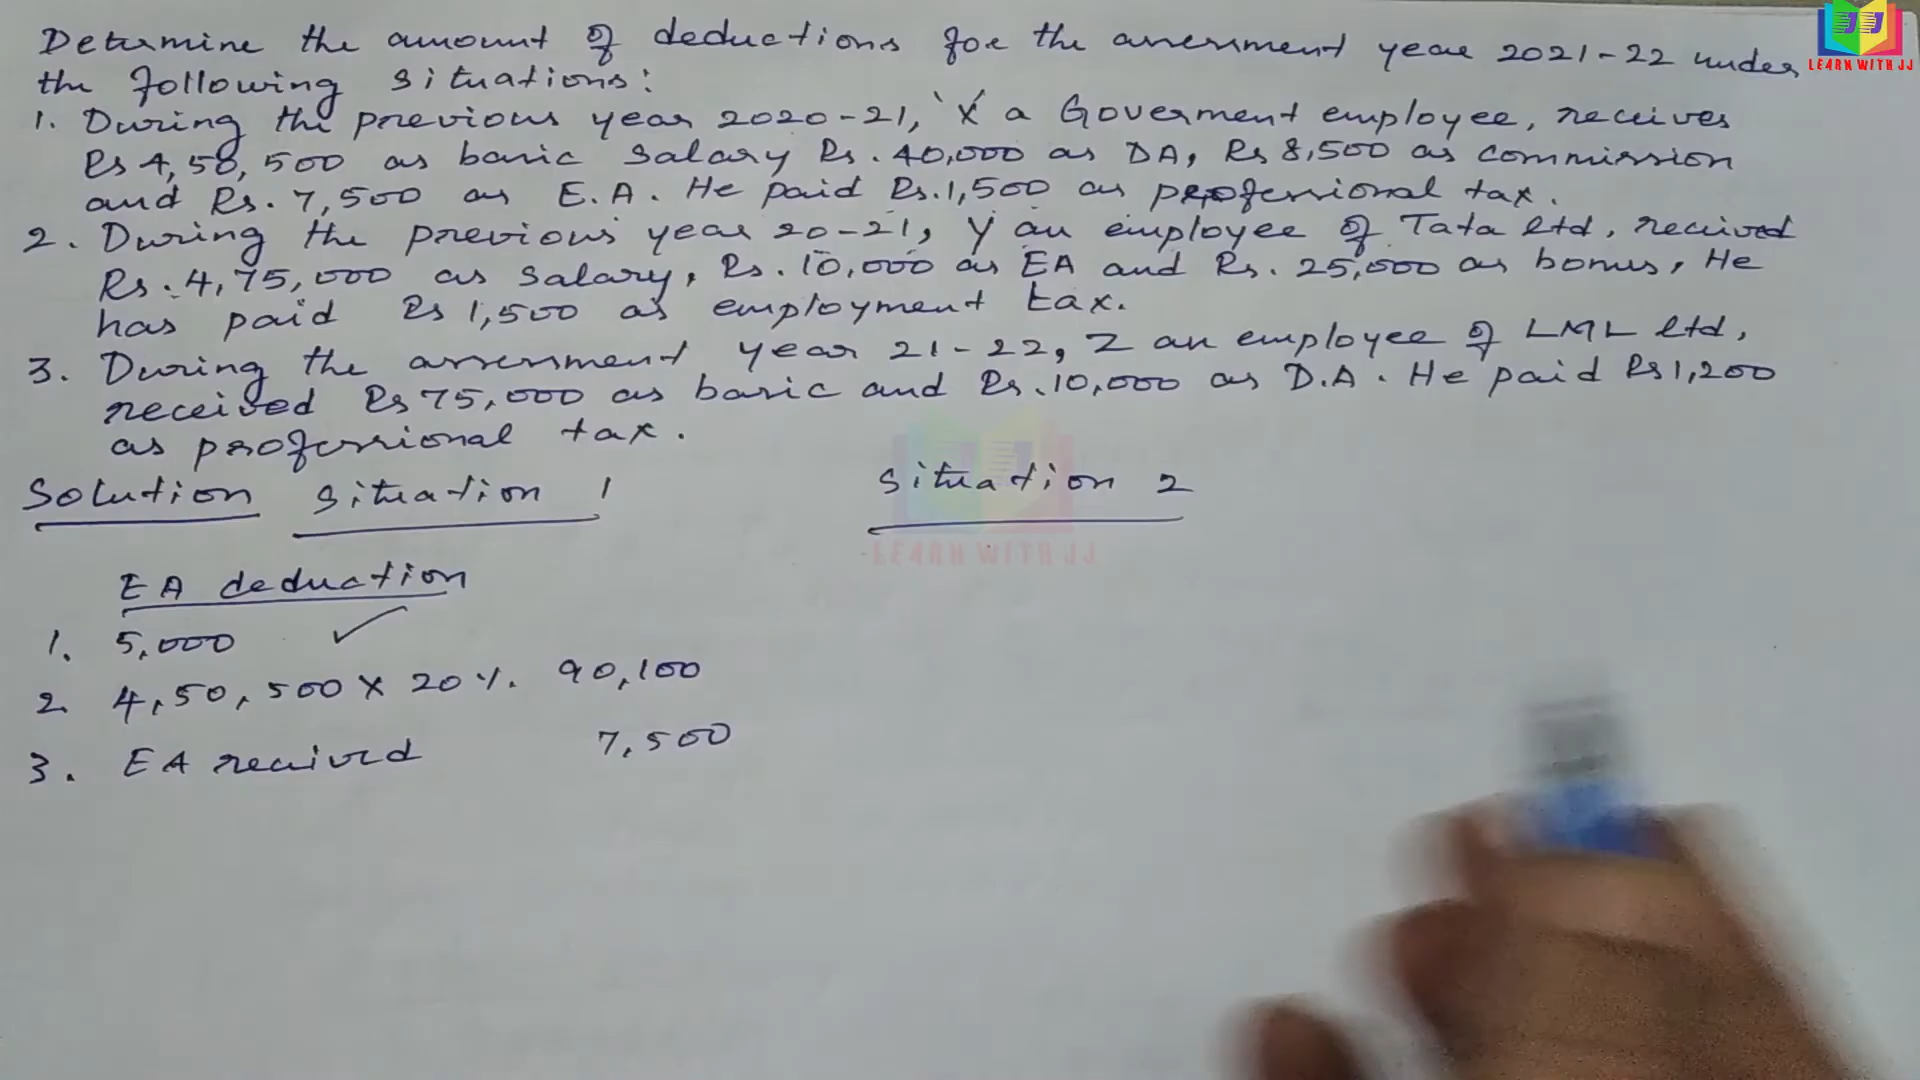 LEARN WITH JJ
Determine the amount of deductions for the assessment year 2021-22 under
the following situations:
1. During the previous year 2020-21, 'X' a Goverment employee, receives
Rs 4,50,500 as basic salary Rs. 40,000 as DA, Rs 8,500 as commission
and Rs. 7,500 as E.A. He paid Rs.1,500 as professional tax.
2. During the previous year 20-21, Y an employee of Tata ltd, received
Rs. 4,75,000 as salary, Rs. 10,000 as EA and Rs. 25,000 as bonus, He
has paid Rs 1,500 as employment tax.
3. During the assessment year 21-22, Z an employee of LML ltd,
received Rs 75,000 as basic and Rs.10,000 as D.A. He paid Rs 1,200
as professional tax.
Solution Situation 1 Situation 2
LEARN WITH JJ
EA deduction
1. 5,000 ✓
2. 4,50,500 x 20%. 90,100
3. EA received 7,500